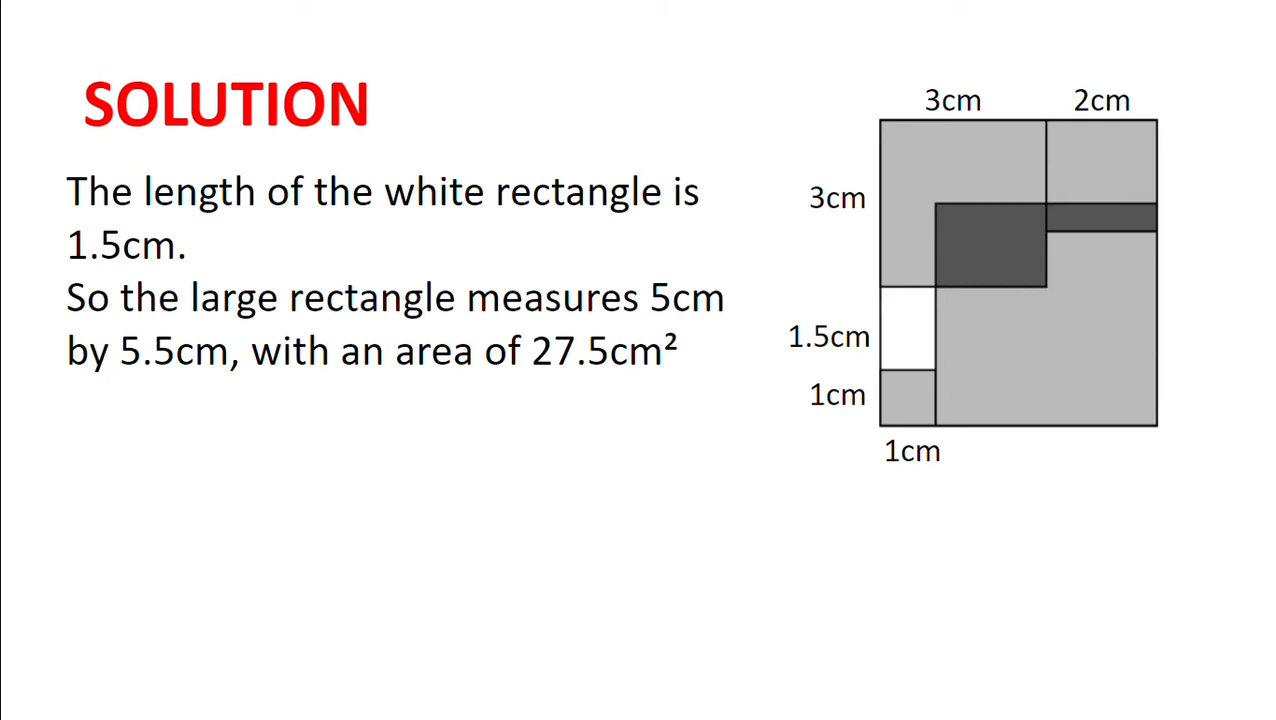 SOLUTION
The length of the white rectangle is
1.5cm.
So the large rectangle measures 5cm
by 5.5cm, with an area of 27.5cm²
3cm
2cm
3cm
1.5cm
1cm
1cm